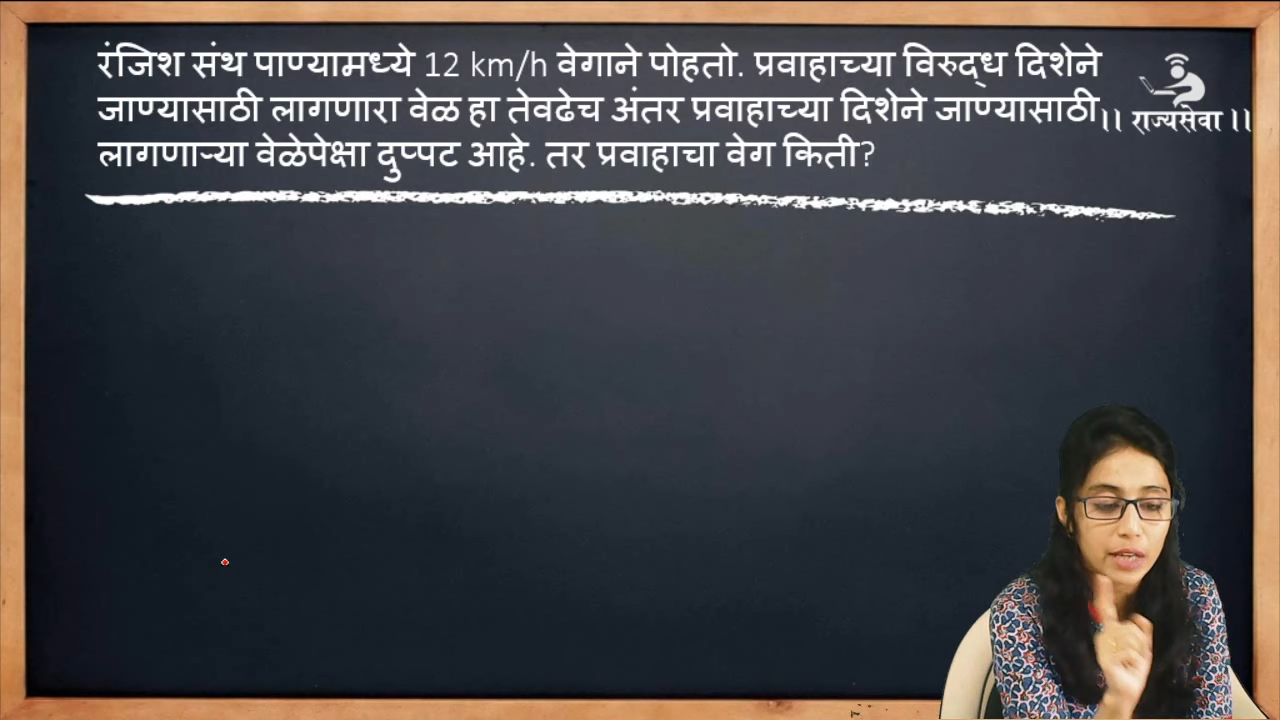 रंजिश संथ पाण्यामध्ये 12 km/h वेगाने पोहतो. प्रवाहाच्या विरुद्ध दिशेने
जाण्यासाठी लागणारा वेळ हा तेवढेच अंतर प्रवाहाच्या दिशेने जाण्यासाठी
लागणाऱ्या वेळेपेक्षा दुप्पट आहे. तर प्रवाहाचा वेग किती?
।। राज्यसेवा ।।